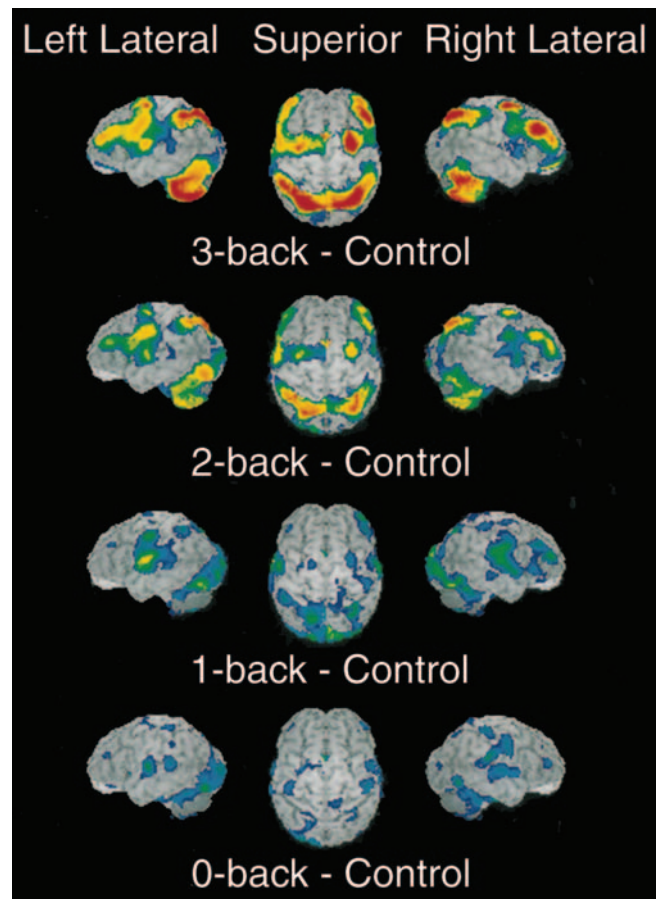 Left Lateral Superior Right Lateral
3-back - Control
2-back - Control
1-back - Control
0-back - Control